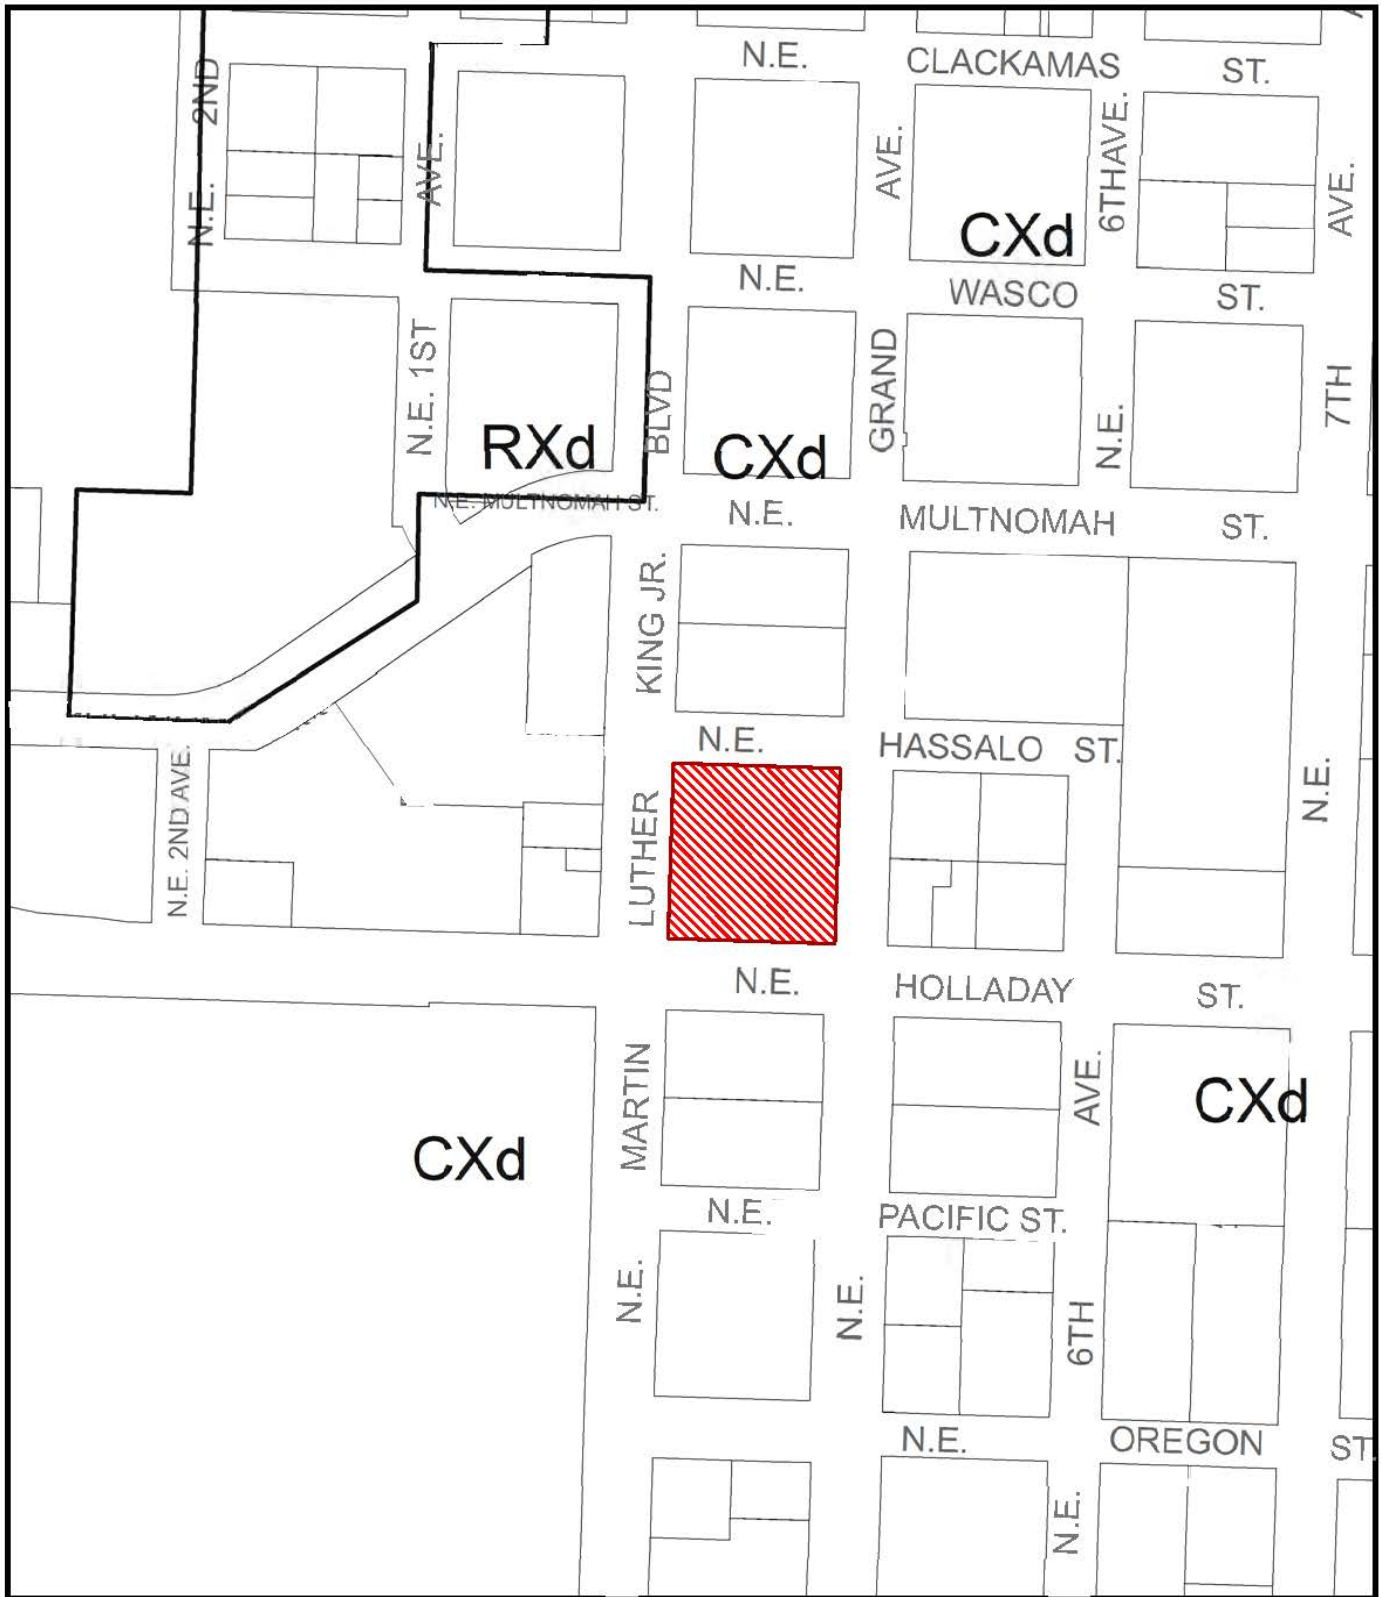 N.E. CLACKAMAS ST.
N.E. 2ND
AVE.
AVE.
6TH AVE.
AVE.
CXd
N.E. WASCO ST.
N.E. 1ST
BLVD
GRAND
N.E.
7TH
RXd
CXd
N.E. MULTNOMAH ST.
N.E. MULTNOMAH ST.
KING JR.
N.E. HASSALO ST.
N.E. 2ND AVE.
LUTHER
N.E.
N.E. HOLLADAY ST.
MARTIN
AVE.
CXd
CXd
N.E. PACIFIC ST.
N.E.
N.E.
6TH
N.E. OREGON ST.
N.E.